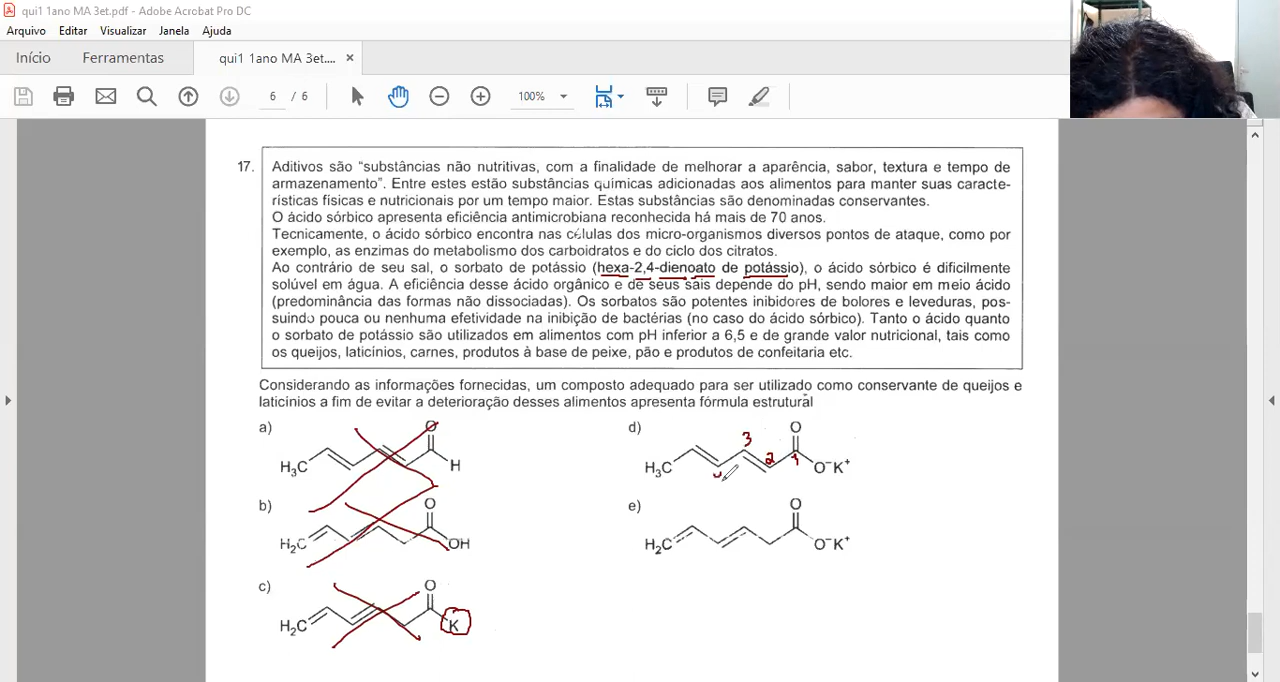 qui1 1ano MA 3et.pdf - Adobe Acrobat Pro DC
Arquivo Editar Visualizar Janela Ajuda
Início Ferramentas qui1 1ano MA 3et.... ×
6 / 6 100%
17. Aditivos são “substâncias não nutritivas, com a finalidade de melhorar a aparência, sabor, textura e tempo de
armazenamento”. Entre estes estão substâncias químicas adicionadas aos alimentos para manter suas caracte-
rísticas físicas e nutricionais por um tempo maior. Estas substâncias são denominadas conservantes.
O ácido sórbico apresenta eficiência antimicrobiana reconhecida há mais de 70 anos.
Tecnicamente, o ácido sórbico encontra nas células dos micro-organismos diversos pontos de ataque, como por
exemplo, as enzimas do metabolismo dos carboidratos e do ciclo dos citratos.
Ao contrário de seu sal, o sorbato de potássio (hexa-2,4-dienoato de potássio), o ácido sórbico é dificilmente
solúvel em água. A eficiência desse ácido orgânico e de seus sais depende do pH, sendo maior em meio ácido
(predominância das formas não dissociadas). Os sorbatos são potentes inibidores de bolores e leveduras, pos-
suindo pouca ou nenhuma efetividade na inibição de bactérias (no caso do ácido sórbico). Tanto o ácido quanto
o sorbato de potássio são utilizados em alimentos com pH inferior a 6,5 e de grande valor nutricional, tais como
os queijos, laticínios, carnes, produtos à base de peixe, pão e produtos de confeitaria etc.
Considerando as informações fornecidas, um composto adequado para ser utilizado como conservante de queijos e
laticínios a fim de evitar a deterioração desses alimentos apresenta fórmula estrutural
a)
O
H₃C
H
b)
O
H₂C
OH
c)
O
H₂C
K
d)
O
3
2
1
H₃C
O⁻K⁺
e)
O
H₂C
O⁻K⁺